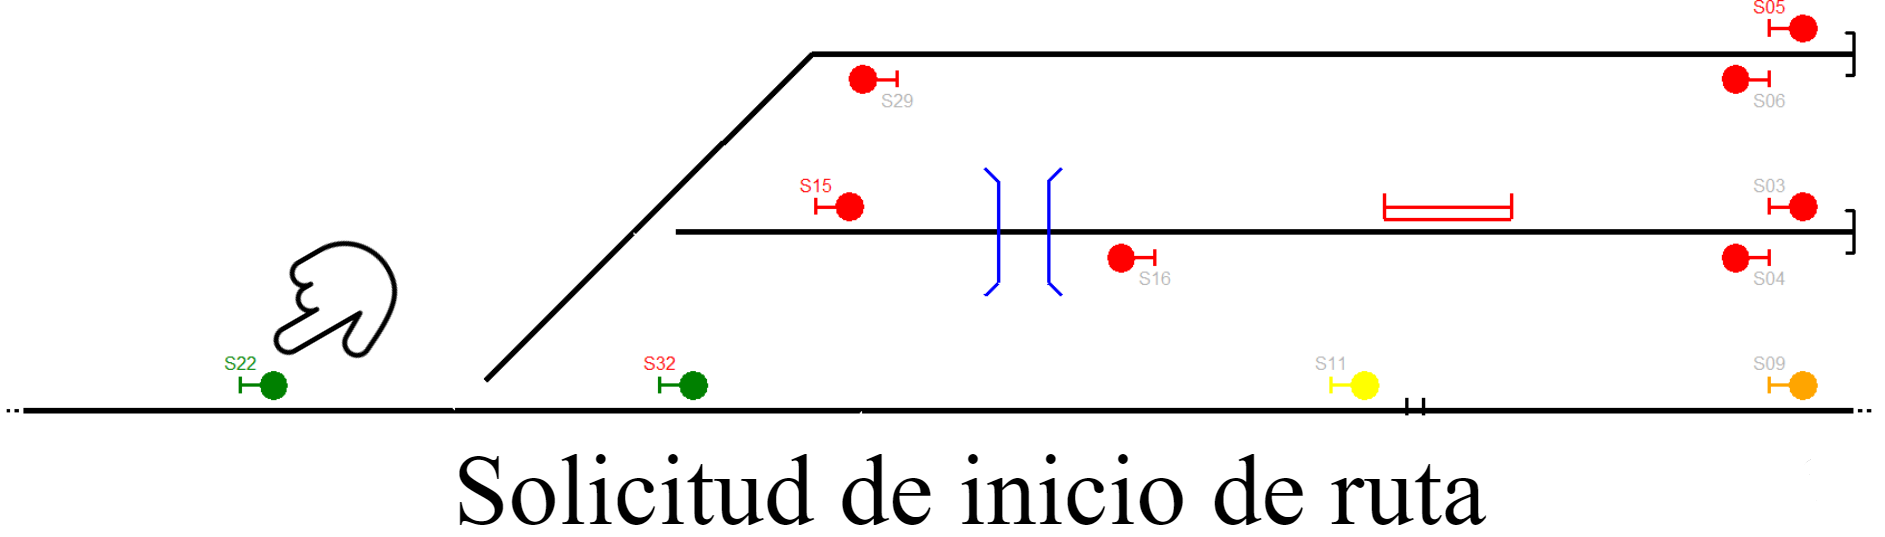 S05
S29
S06
S15
S03
S16
S04
S22
S32
S11
S09
Solicitud de inicio de ruta